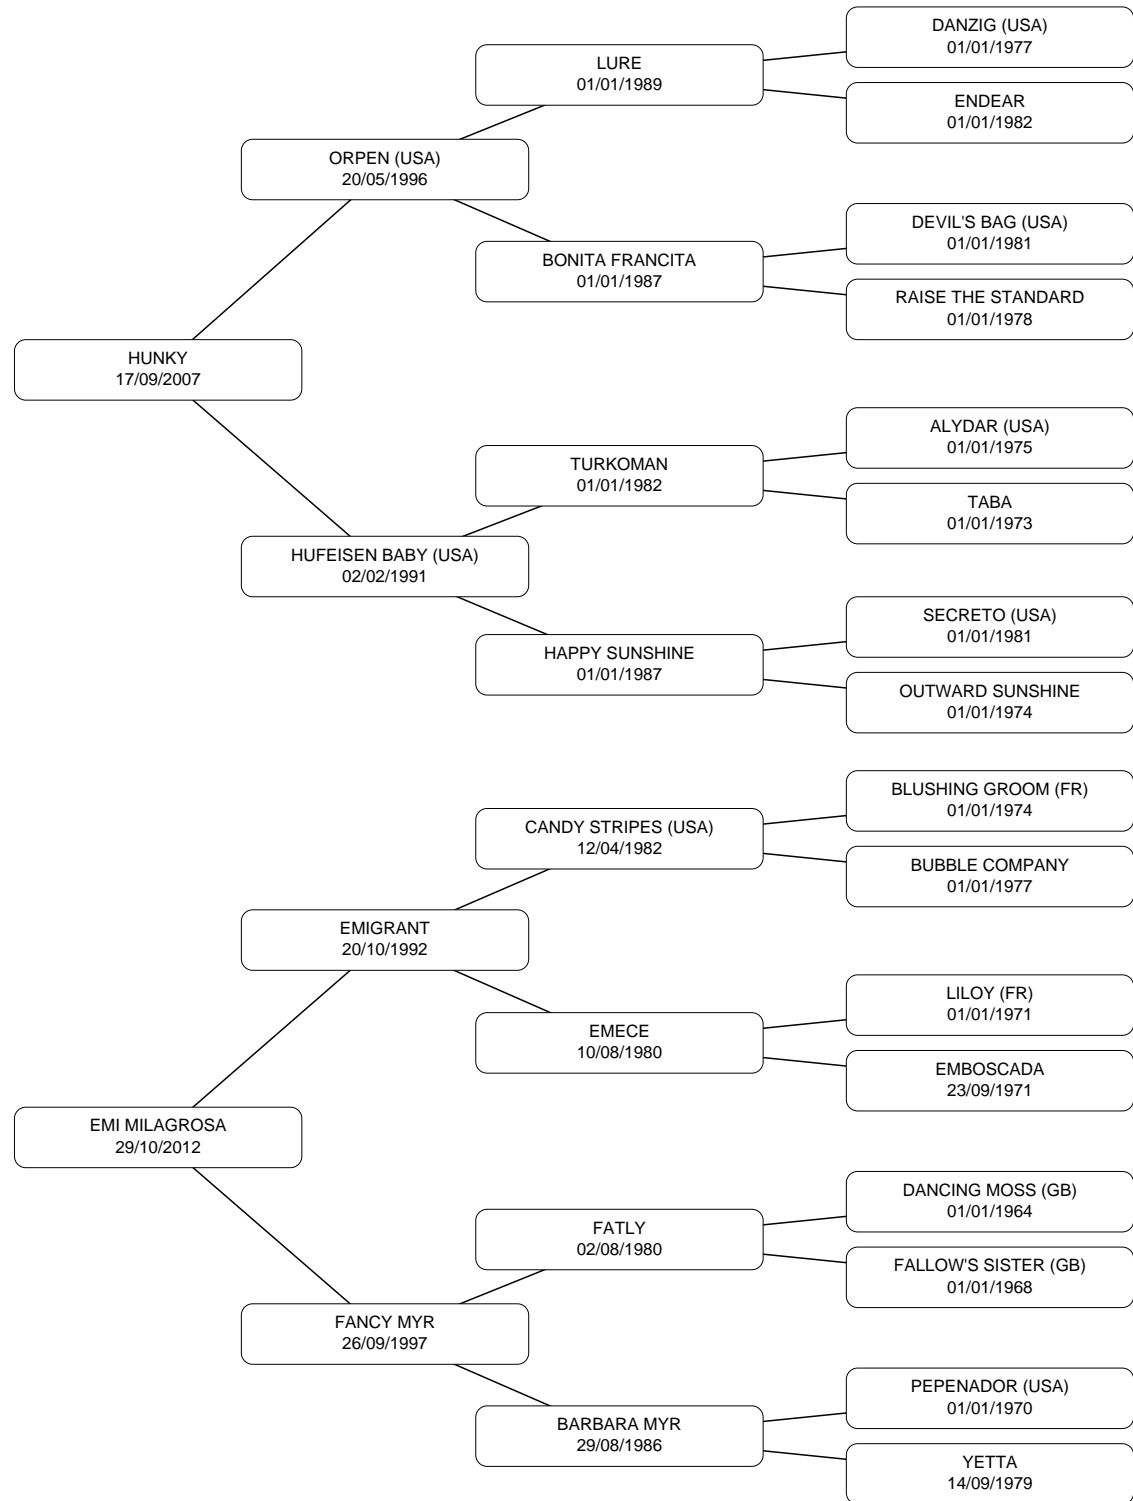 DANZIG (USA)
01/01/1977
LURE
01/01/1989
ENDEAR
01/01/1982
ORPEN (USA)
20/05/1996
DEVIL'S BAG (USA)
01/01/1981
BONITA FRANCITA
01/01/1987
RAISE THE STANDARD
01/01/1978
HUNKY
17/09/2007
ALYDAR (USA)
01/01/1975
TURKOMAN
01/01/1982
TABA
01/01/1973
HUFEISEN BABY (USA)
02/02/1991
SECRETO (USA)
01/01/1981
HAPPY SUNSHINE
01/01/1987
OUTWARD SUNSHINE
01/01/1974
BLUSHING GROOM (FR)
01/01/1974
CANDY STRIPES (USA)
12/04/1982
BUBBLE COMPANY
01/01/1977
EMIGRANT
20/10/1992
LILOY (FR)
01/01/1971
EMECE
10/08/1980
EMBOSCADA
23/09/1971
EMI MILAGROSA
29/10/2012
DANCING MOSS (GB)
01/01/1964
FATLY
02/08/1980
FALLOW'S SISTER (GB)
01/01/1968
FANCY MYR
26/09/1997
PEPENADOR (USA)
01/01/1970
BARBARA MYR
29/08/1986
YETTA
14/09/1979